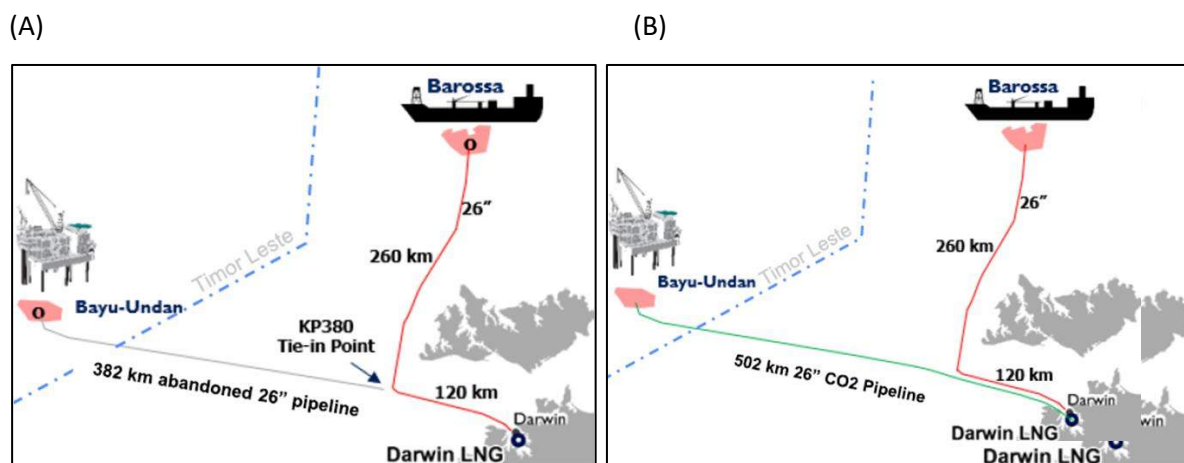 (A)
Barossa
O
26”
Timor Leste
260 km
O
Bayu-Undan
KP380
Tie-in Point
382 km abandoned 26” pipeline
120 km
Darwin
Darwin LNG
(B)
Barossa
26”
Timor Leste
260 km
Bayu-Undan
502 km 26” CO2 Pipeline
120 km
Darwin
Darwin LNG
Darwin
Darwin LNG